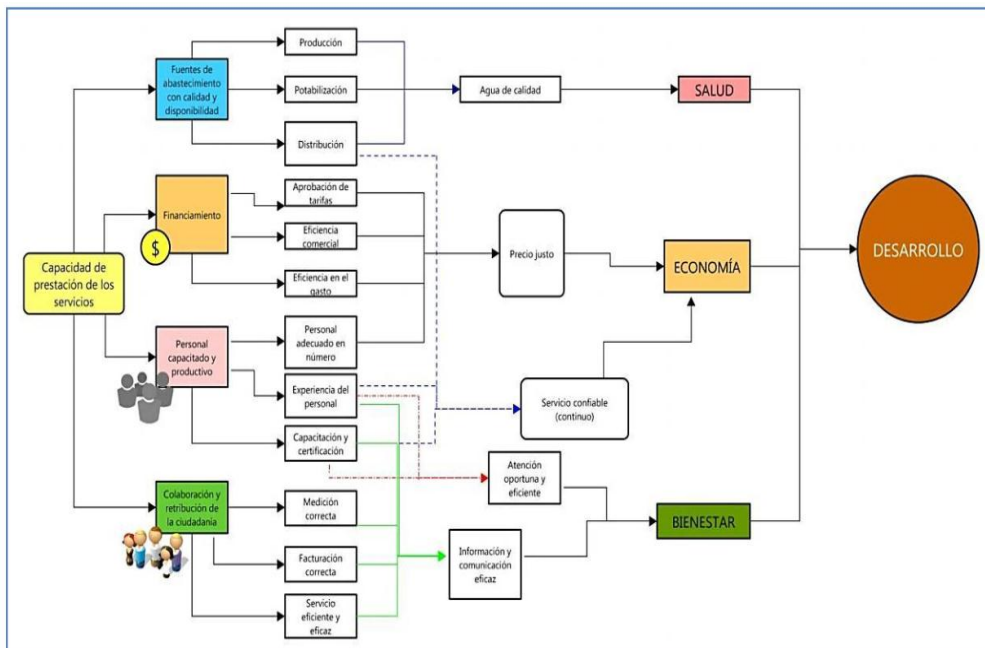 Capacidad de
prestación de los
servicios
Fuentes de
abastecimiento
con calidad y
disponibilidad
Financiamiento
$
Personal
capacitado y
productivo
Colaboración y
retribución de
la ciudadanía
Producción
Potabilización
Distribución
Aprobación de
tarifas
Eficiencia
comercial
Eficiencia en el
gasto
Personal
adecuado en
número
Experiencia del
personal
Capacitación y
certificación
Medición
correcta
Facturación
correcta
Servicio
eficiente y
eficaz
Agua de calidad
Precio justo
Servicio confiable
(continuo)
Atención
oportuna y
eficiente
Información y
comunicación
eficaz
SALUD
ECONOMÍA
BIENESTAR
DESARROLLO